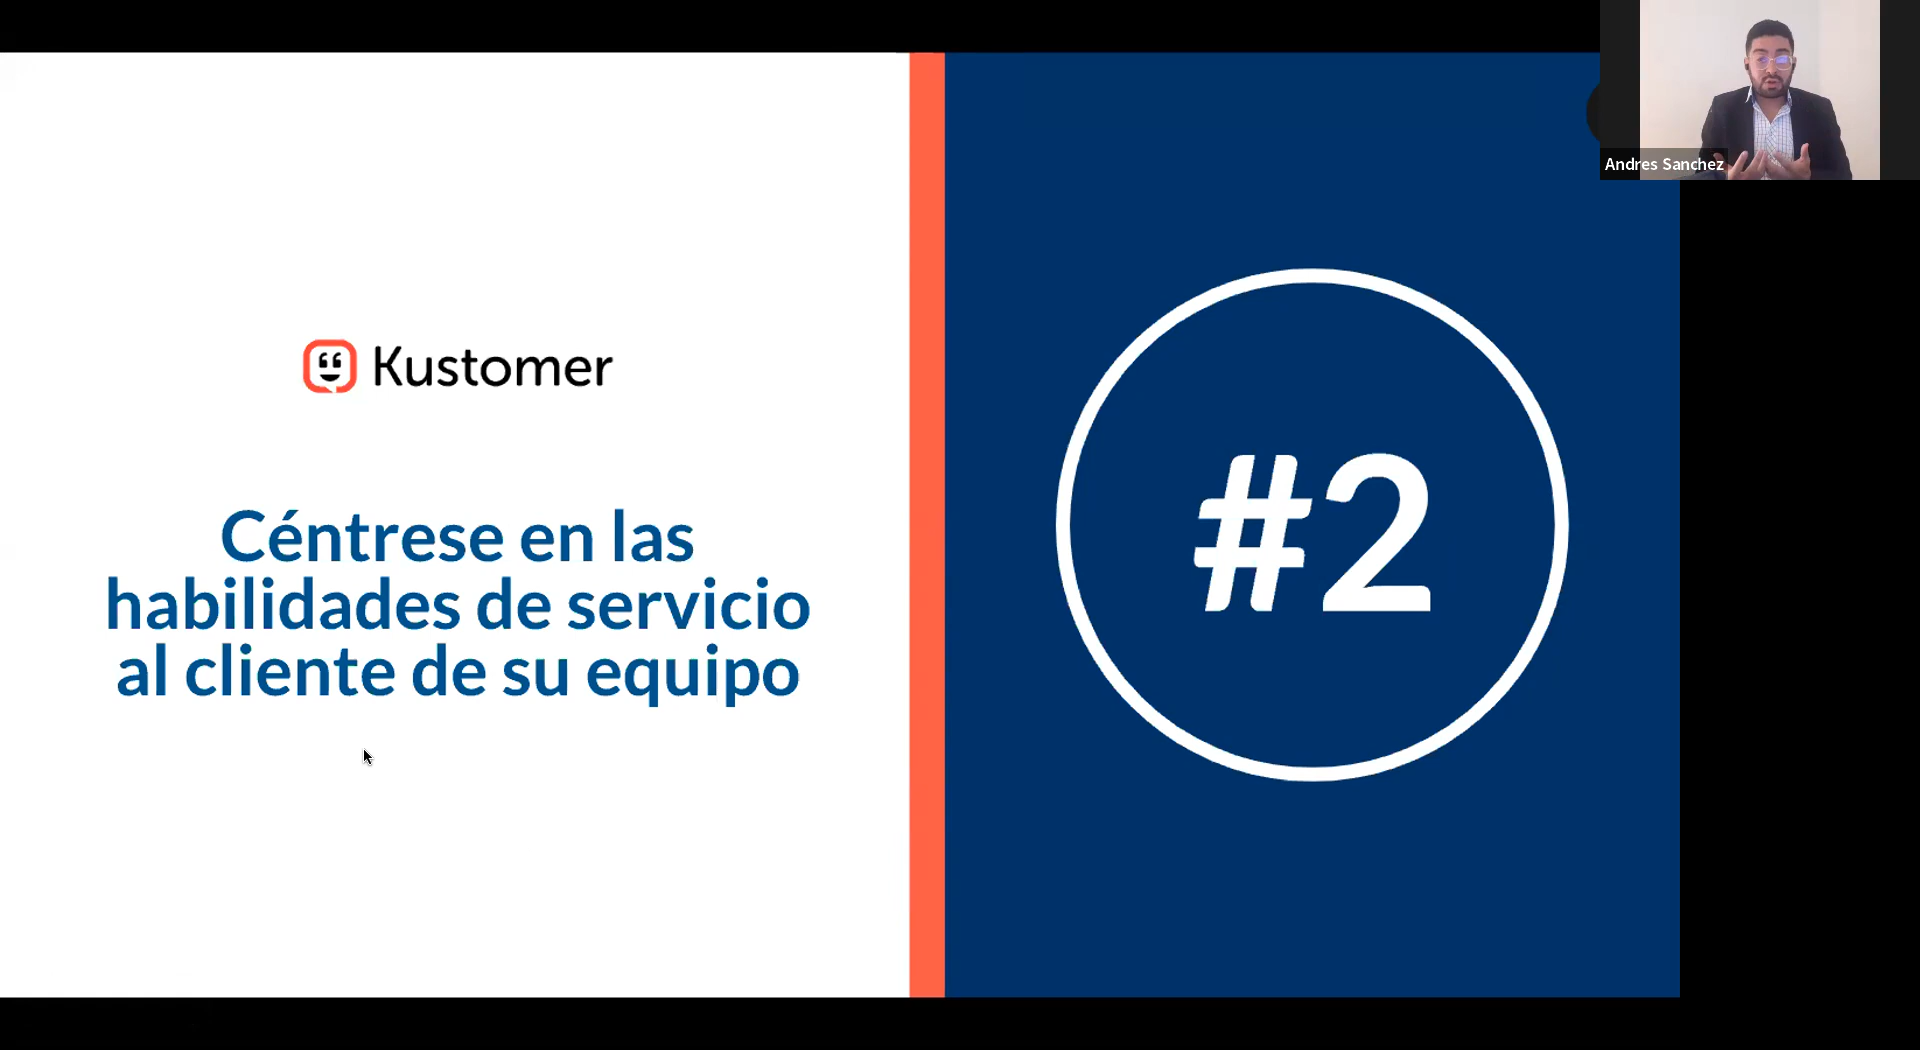 Kustomer
Céntrese en las
habilidades de servicio
al cliente de su equipo
#2
Andres Sanchez